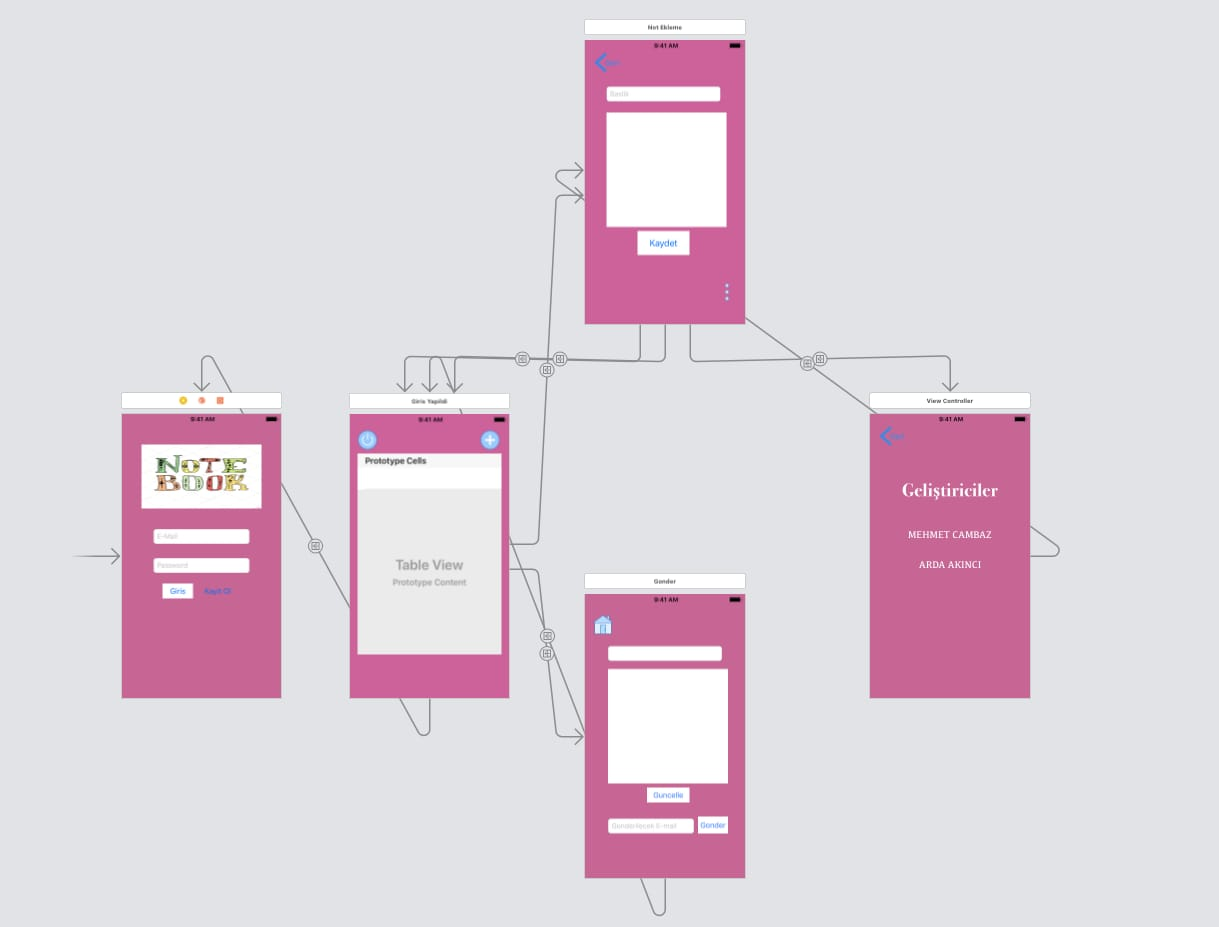 Not Ekleme
9:41 AM
Baslik
Kaydet
9:41 AM
NOTE
BOOK
E-Mail
Password
Giris
Kayit Ol
Giris Yapildi
9:41 AM
Prototype Cells
Table View
Prototype Content
Gonder
9:41 AM
Guncelle
Gonderilecek E-mail
Gonder
View Controller
9:41 AM
Geliştiriciler
MEHMET CAMBAZ
ARDA AKINCI